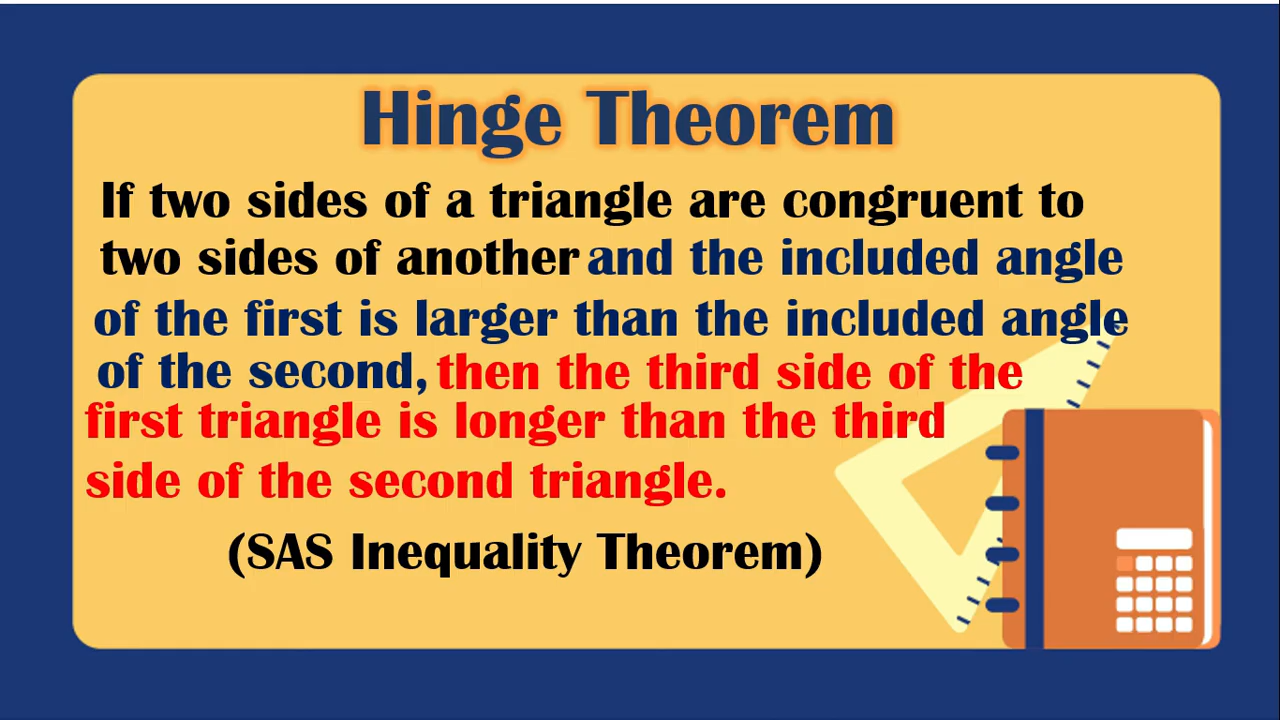 Hinge Theorem
If two sides of a triangle are congruent to
two sides of another and the included angle
of the first is larger than the included angle
of the second, then the third side of the
first triangle is longer than the third
side of the second triangle.
(SAS Inequality Theorem)